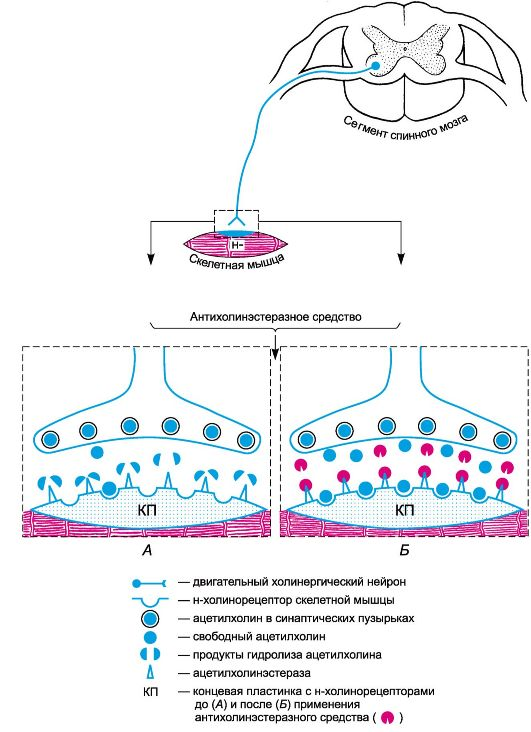 Сегмент спинного мозга
н-
Скелетная мышца
Антихолинэстеразное средство
КП
КП
А
Б
— двигательный холинергический нейрон
— н-холинорецептор скелетной мышцы
— ацетилхолин в синаптических пузырьках
— свободный ацетилхолин
— продукты гидролиза ацетилхолина
— ацетилхолинэстераза
КП — концевая пластинка с н-холинорецепторами
до (А) и после (Б) применения
антихолинэстеразного средства ( )